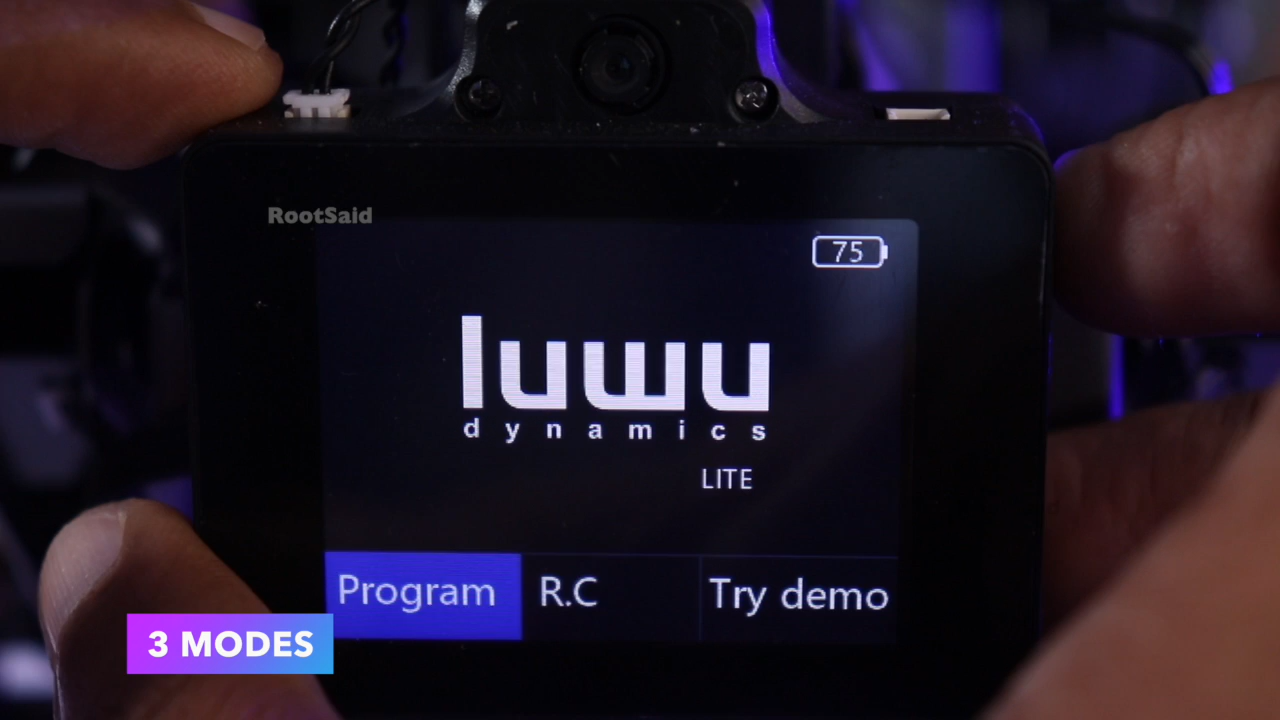 RootSaid
75
luwu
dynamics
LITE
Program R.C Try demo
3 MODES